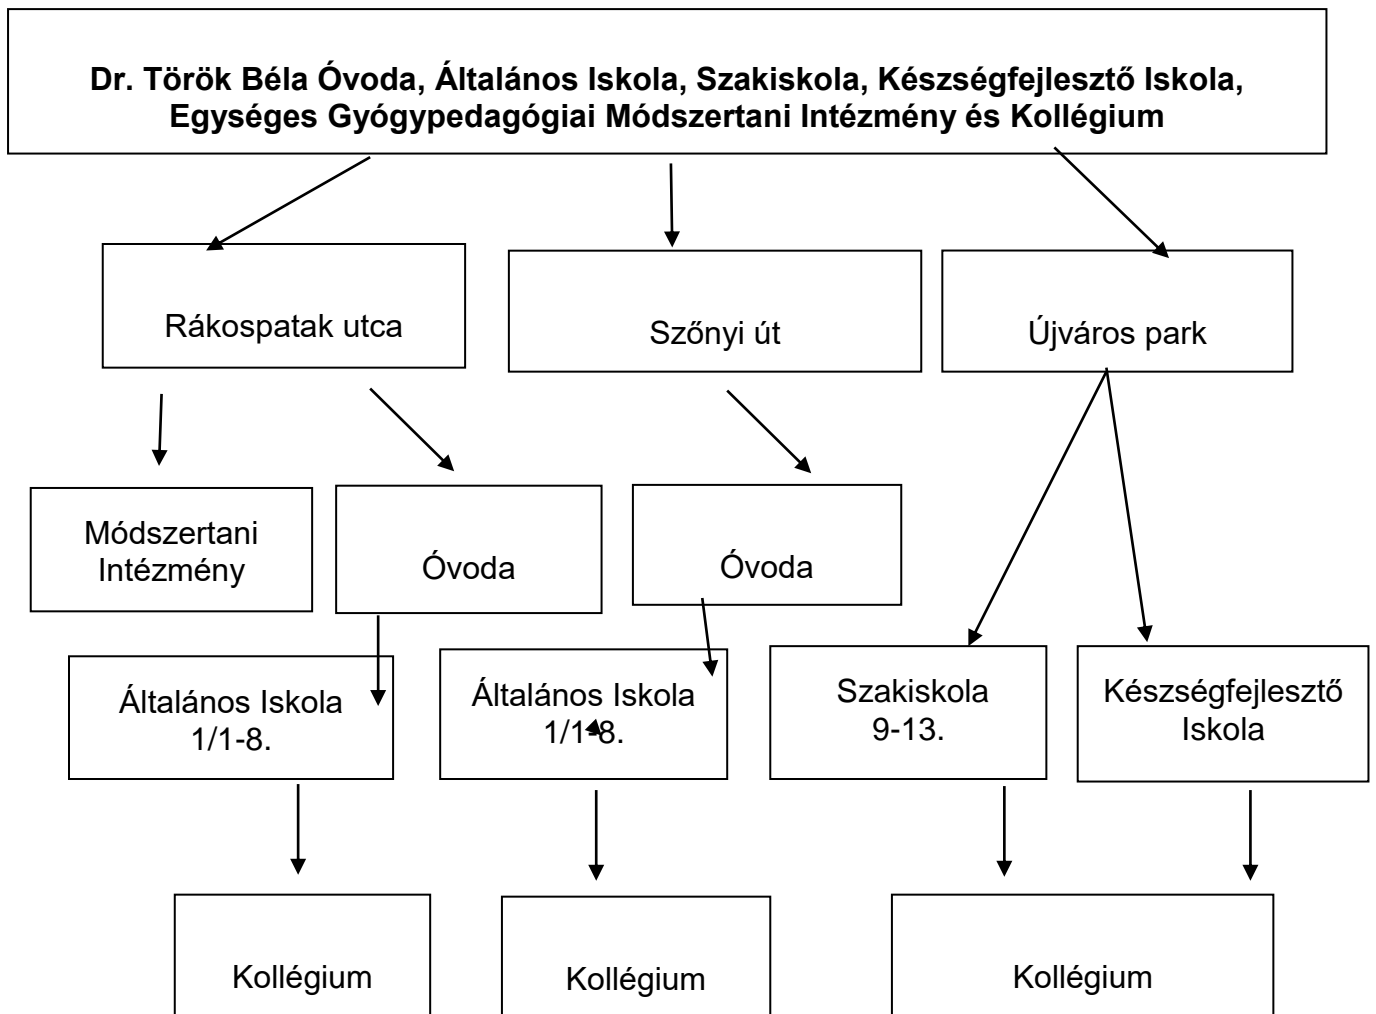 Dr. Török Béla Óvoda, Általános Iskola, Szakiskola, Készségfejlesztő Iskola,
Egységes Gyógypedagógiai Módszertani Intézmény és Kollégium
Rákospatak utca
Szőnyi út
Újváros park
Módszertani
Intézmény
Óvoda
Óvoda
Általános Iskola
1/1-8.
Általános Iskola
1/1-8.
Szakiskola
9-13.
Készségfejlesztő
Iskola
Kollégium
Kollégium
Kollégium